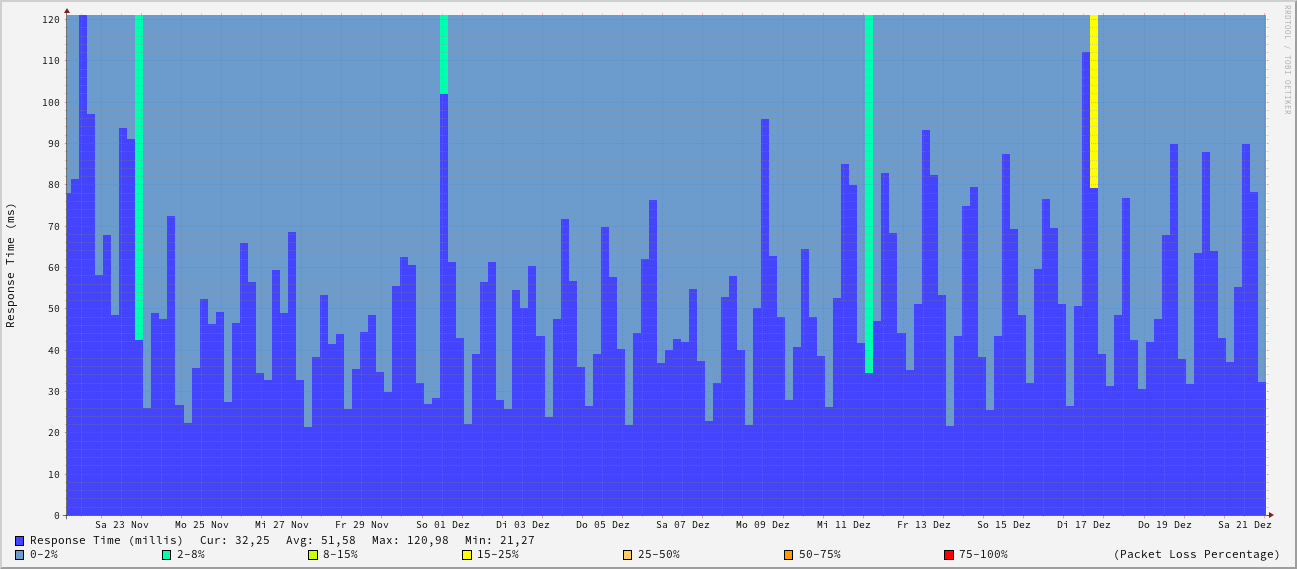 RRDTOOL / TOBI OETIKER
Response Time (ms)
120
110
100
90
80
70
60
50
40
30
20
10
0
Sa 23 Nov Mo 25 Nov Mi 27 Nov Fr 29 Nov So 01 Dez Di 03 Dez Do 05 Dez Sa 07 Dez Mo 09 Dez Mi 11 Dez Fr 13 Dez So 15 Dez Di 17 Dez Do 19 Dez Sa 21 Dez
Response Time (millis) Cur: 32,25 Avg: 51,58 Max: 120,98 Min: 21,27
0-2% 2-8% 8-15% 15-25% 25-50% 50-75% 75-100% (Packet Loss Percentage)